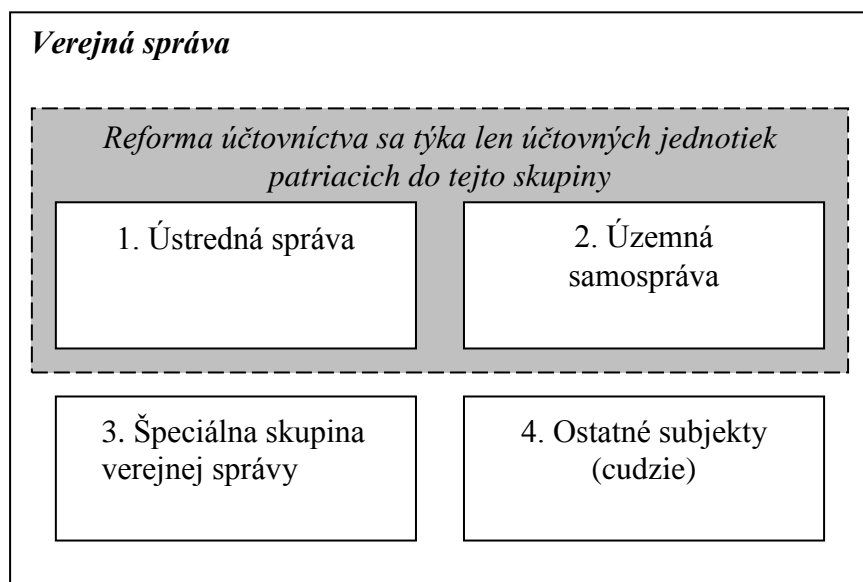 Verejná správa
Reforma účtovníctva sa týka len účtovných jednotiek
patriacich do tejto skupiny
1. Ústredná správa
2. Územná
samospráva
3. Špeciálna skupina
verejnej správy
4. Ostatné subjekty
(cudzie)